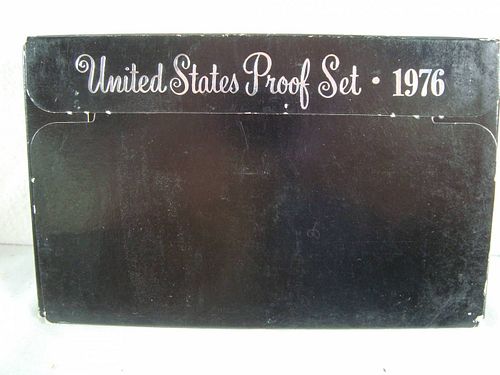 United States Proof Set · 1976